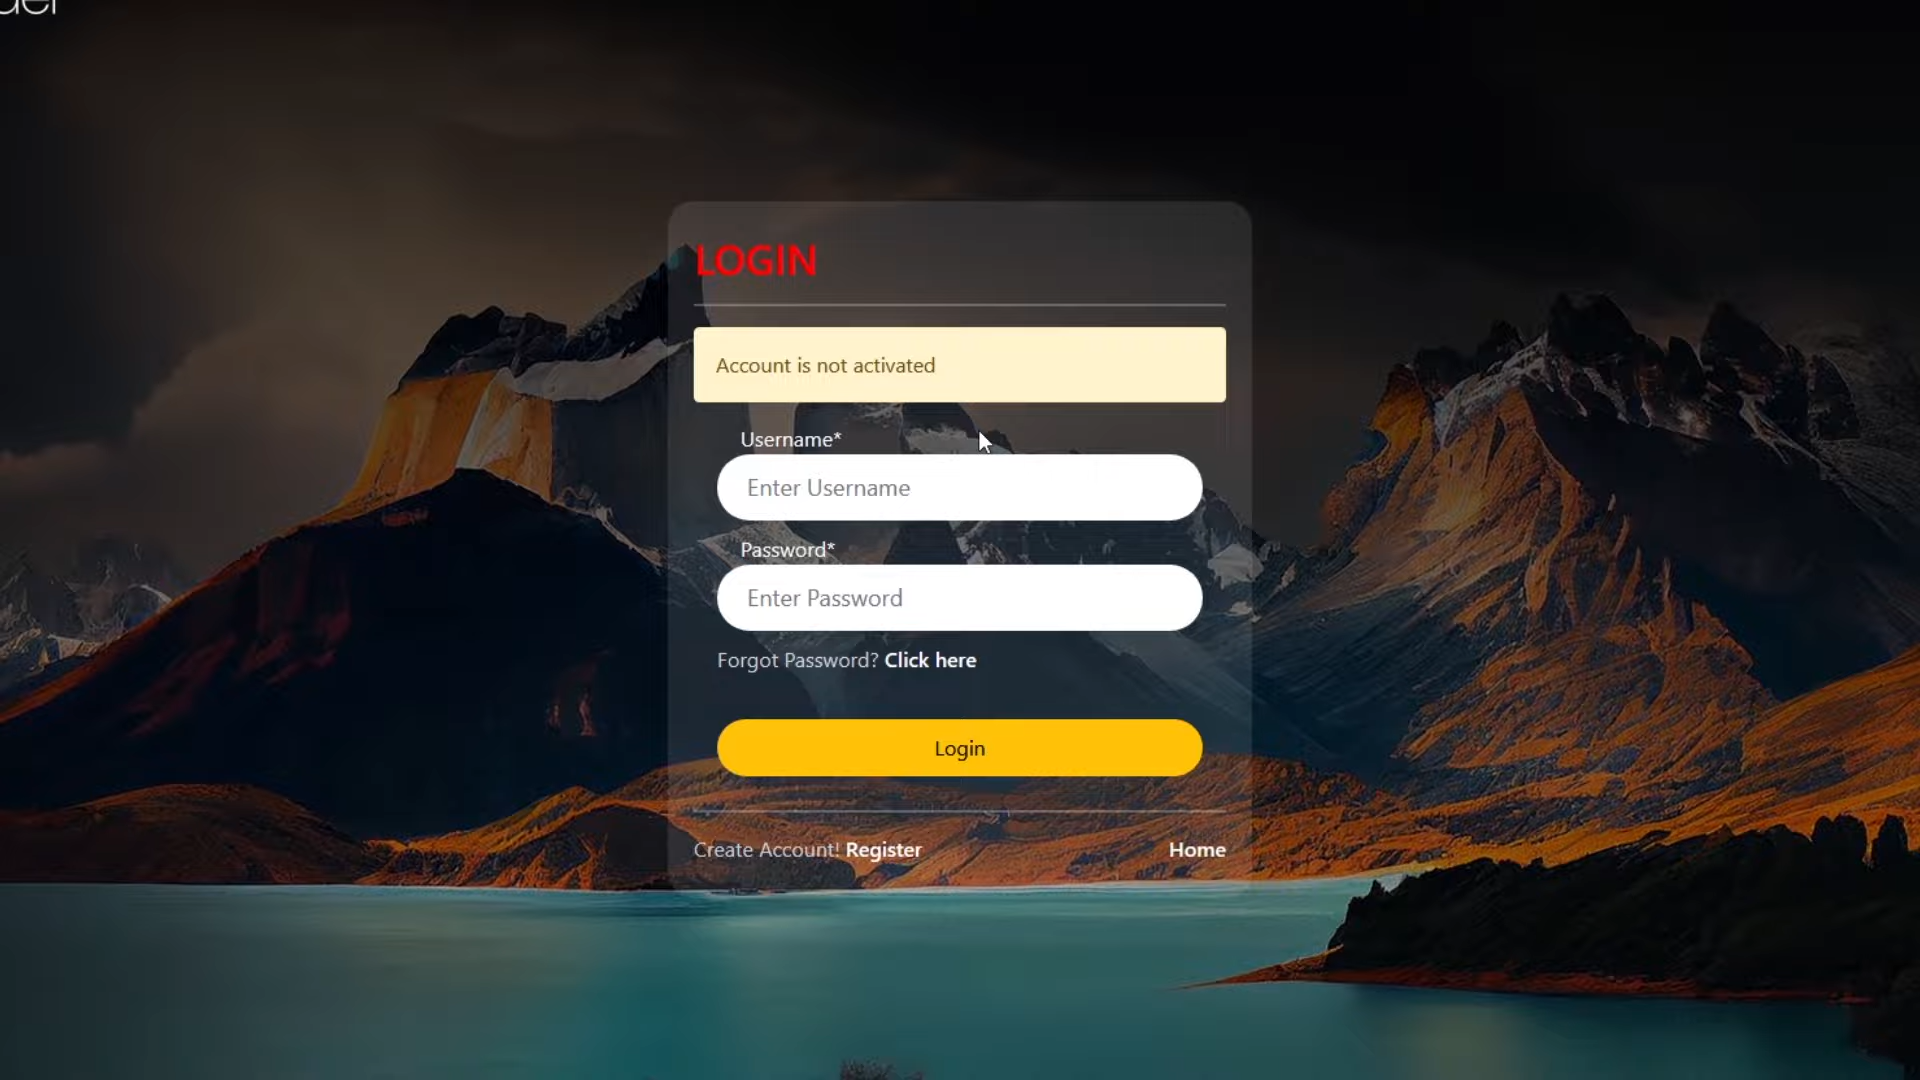 LOGIN
Account is not activated
Username*
Enter Username
Password*
Enter Password
Forgot Password? Click here
Login
Create Account! Register
Home